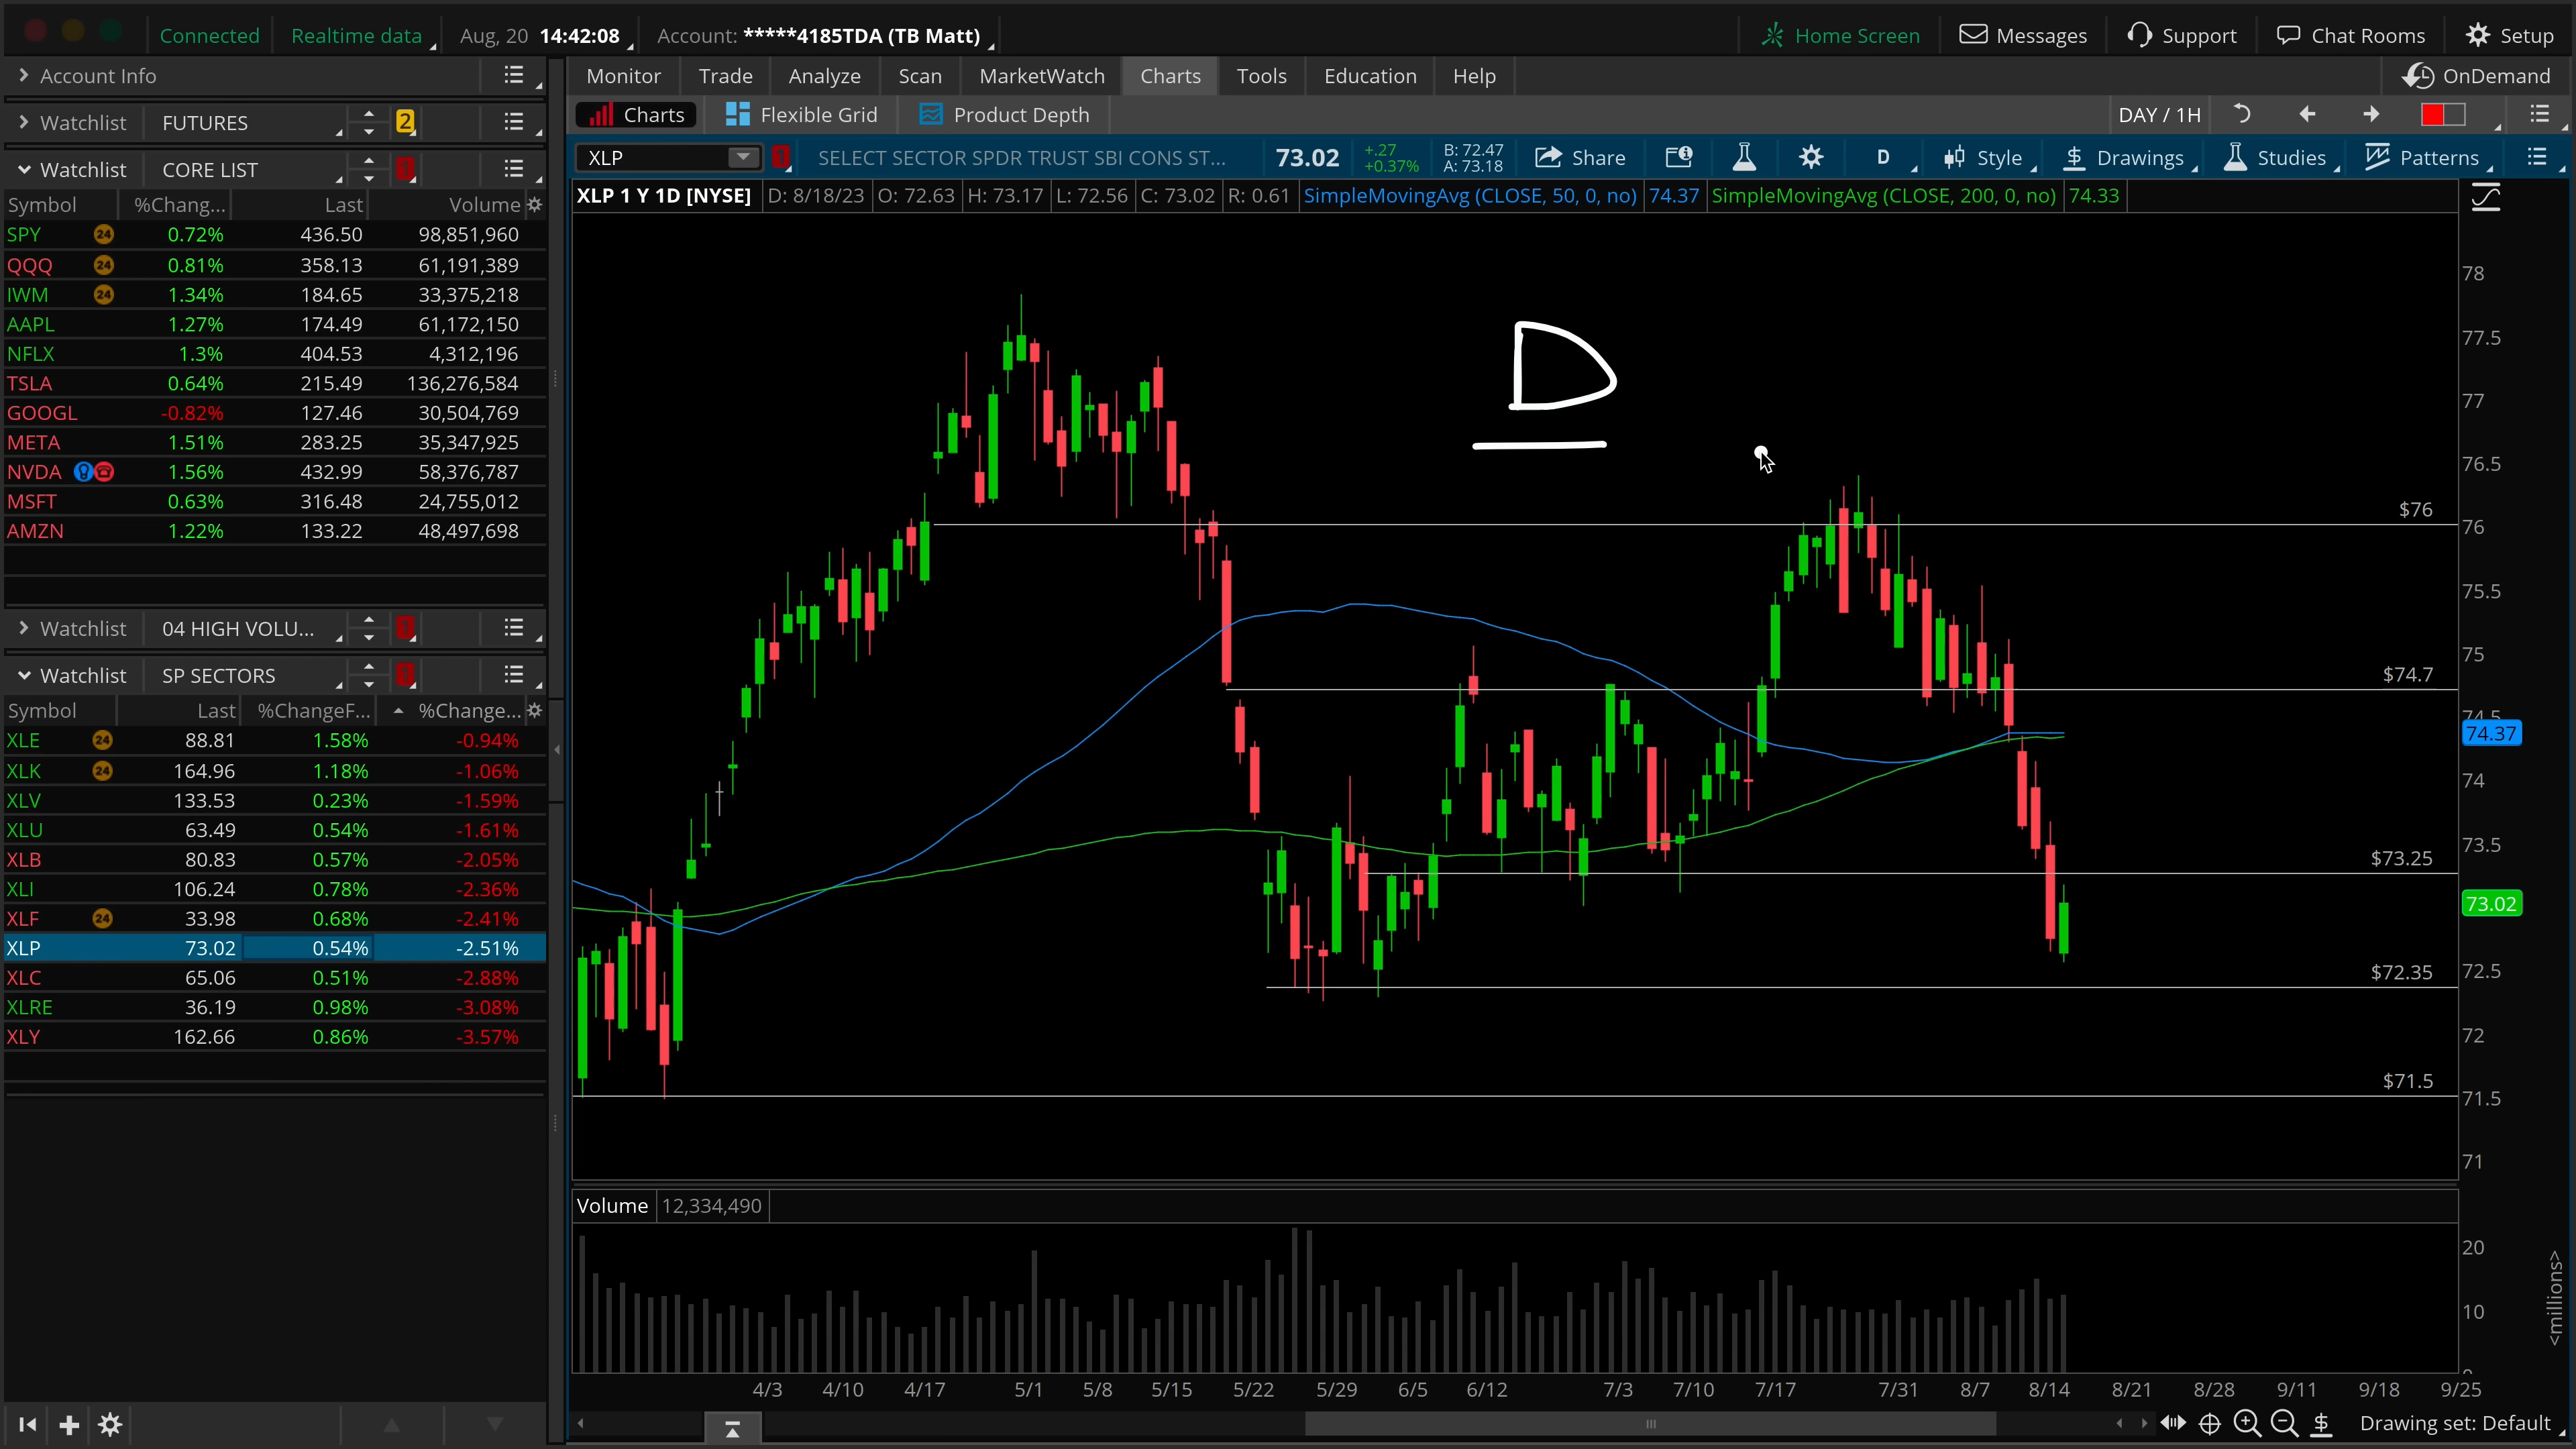 Connected Realtime data Aug, 20 14:42:08 Account: *****4185TDA (TB Matt) Home Screen Messages Support Chat Rooms Setup
Account Info
Monitor Trade Analyze Scan MarketWatch Charts Tools Education Help OnDemand
Watchlist FUTURES 2
Charts Flexible Grid Product Depth DAY / 1H
Watchlist CORE LIST 1
XLP 1 SELECT SECTOR SPDR TRUST SBI CONS ST... 73.02 +.27 +0.37% B: 72.47 A: 73.18 Share D Style Drawings Studies Patterns
XLP 1 Y 1D [NYSE] D: 8/18/23 O: 72.63 H: 73.17 L: 72.56 C: 73.02 R: 0.61 SimpleMovingAvg (CLOSE, 50, 0, no) 74.37 SimpleMovingAvg (CLOSE, 200, 0, no) 74.33
Symbol %Chang... Last Volume
SPY 24 0.72% 436.50 98,851,960
QQQ 24 0.81% 358.13 61,191,389
IWM 24 1.34% 184.65 33,375,218
AAPL 1.27% 174.49 61,172,150
NFLX 1.3% 404.53 4,312,196
TSLA 0.64% 215.49 136,276,584
GOOGL -0.82% 127.46 30,504,769
META 1.51% 283.25 35,347,925
NVDA 1.56% 432.99 58,376,787
MSFT 0.63% 316.48 24,755,012
AMZN 1.22% 133.22 48,497,698
Watchlist 04 HIGH VOLU... 1
Watchlist SP SECTORS 1
Symbol Last %ChangeF... %Change...
XLE 24 88.81 1.58% -0.94%
XLK 24 164.96 1.18% -1.06%
XLV 133.53 0.23% -1.59%
XLU 63.49 0.54% -1.61%
XLB 80.83 0.57% -2.05%
XLI 106.24 0.78% -2.36%
XLF 24 33.98 0.68% -2.41%
XLP 73.02 0.54% -2.51%
XLC 65.06 0.51% -2.88%
XLRE 36.19 0.98% -3.08%
XLY 162.66 0.86% -3.57%
D
78
77.5
77
76.5
$76 76
75.5
75
$74.7
74.5
74.37
74
73.5
$73.25
73.02
$72.35 72.5
72
$71.5 71.5
71
Volume 12,334,490
20
10
<millions>
4/3 4/10 4/17 5/1 5/8 5/15 5/22 5/29 6/5 6/12 7/3 7/10 7/17 7/31 8/7 8/14 8/21 8/28 9/11 9/18 9/25
Drawing set: Default